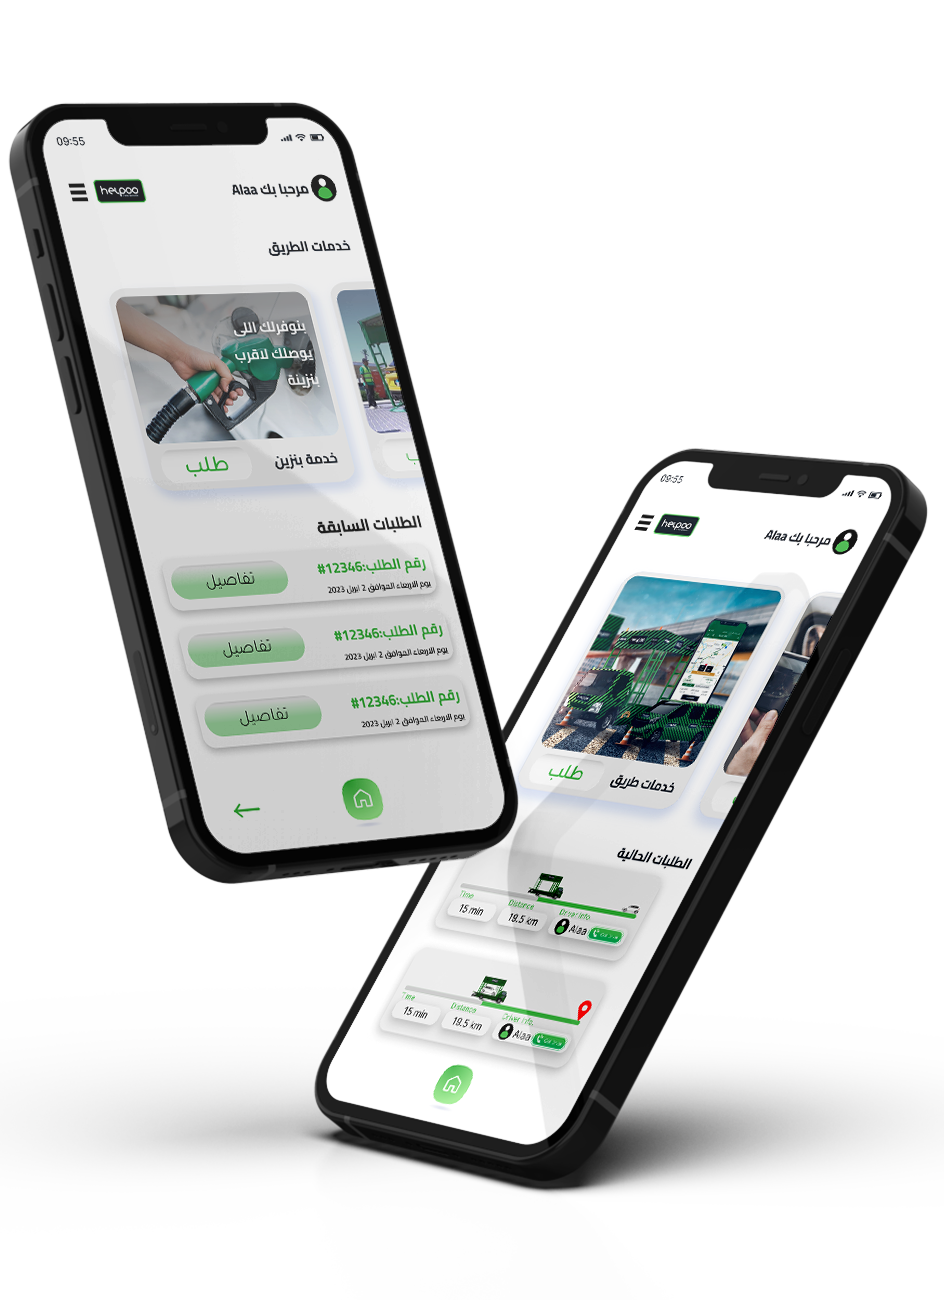 09:55
helpoo
مرحبا بك Alaa
خدمات الطريق
بنوفرلك اللى
يوصلك لاقرب
بنزينة
خدمة بنزين
طلب
الطلبات السابقة
رقم الطلب:12346#
يوم الاربعاء الموافق 2 ابريل 2023
تفاصيل
رقم الطلب:12346#
يوم الاربعاء الموافق 2 ابريل 2023
تفاصيل
رقم الطلب:12346#
يوم الاربعاء الموافق 2 ابريل 2023
تفاصيل
09:55
helpoo
مرحبا بك Alaa
خدمات طريق
طلب
الطلبات الحالية
Time
Distance
Driver Info.
15 min
19.5 km
Alaa
Time
Distance
Driver Info.
15 min
19.5 km
Alaa